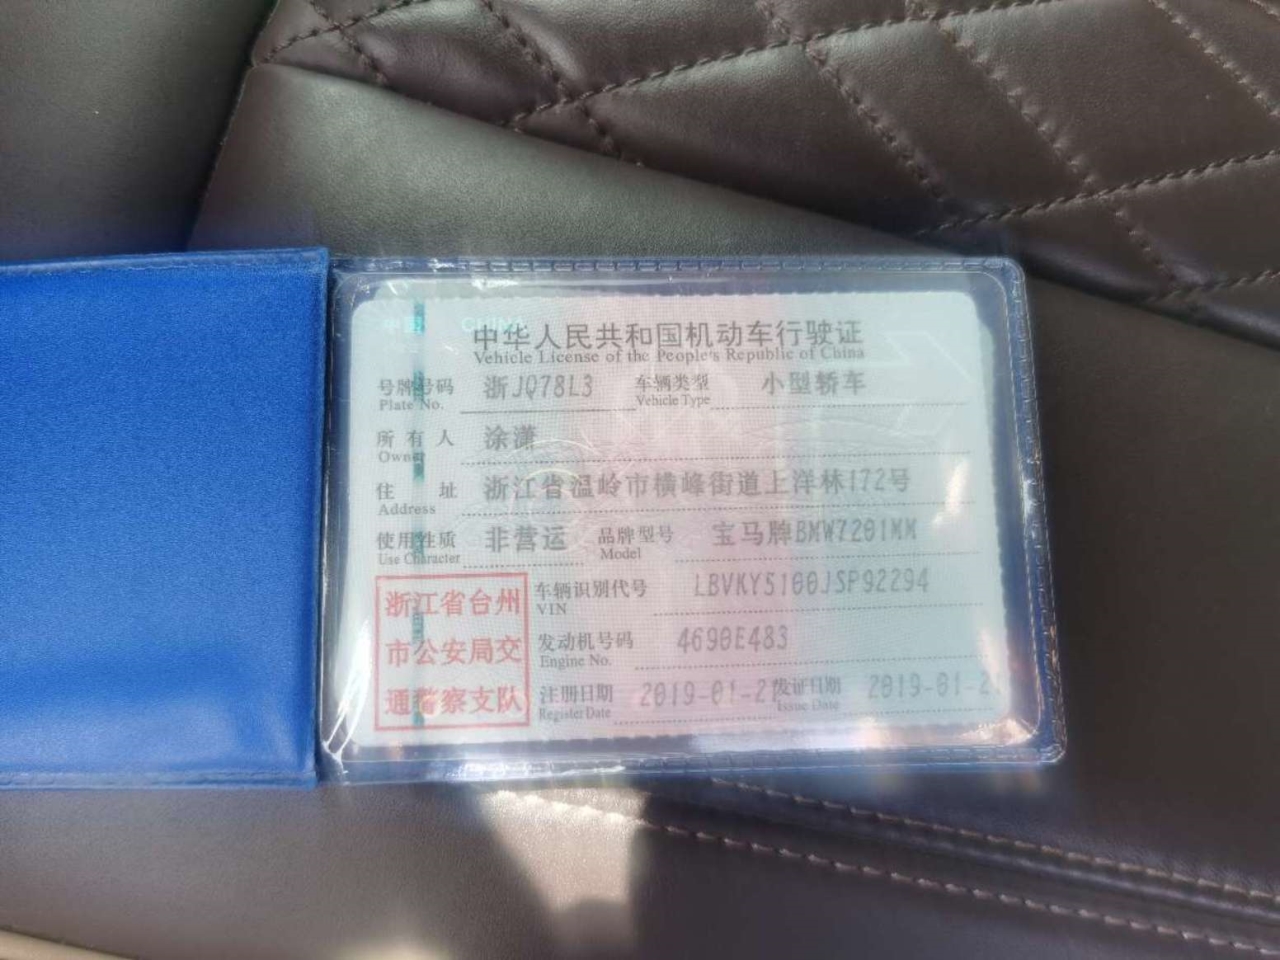 中国 CHINA
中华人民共和国机动车行驶证
Vehicle License of the People's Republic of China
号牌号码 浙JQ78L3 车辆类型 小型轿车
Plate No. Vehicle Type
所有人 涂潇
Owner
住址 浙江省温岭市横峰街道上洋林172号
Address
使用性质 非营运 品牌型号 宝马牌BMW7201MM
Use Character Model
浙江省台州
市公安局交
通警察支队
车辆识别代号 LBVKY5100JSP92294
VIN
发动机号码 4690E483
Engine No.
注册日期 2019-01-21 发证日期 2019-01-2
Register Date Issue Date